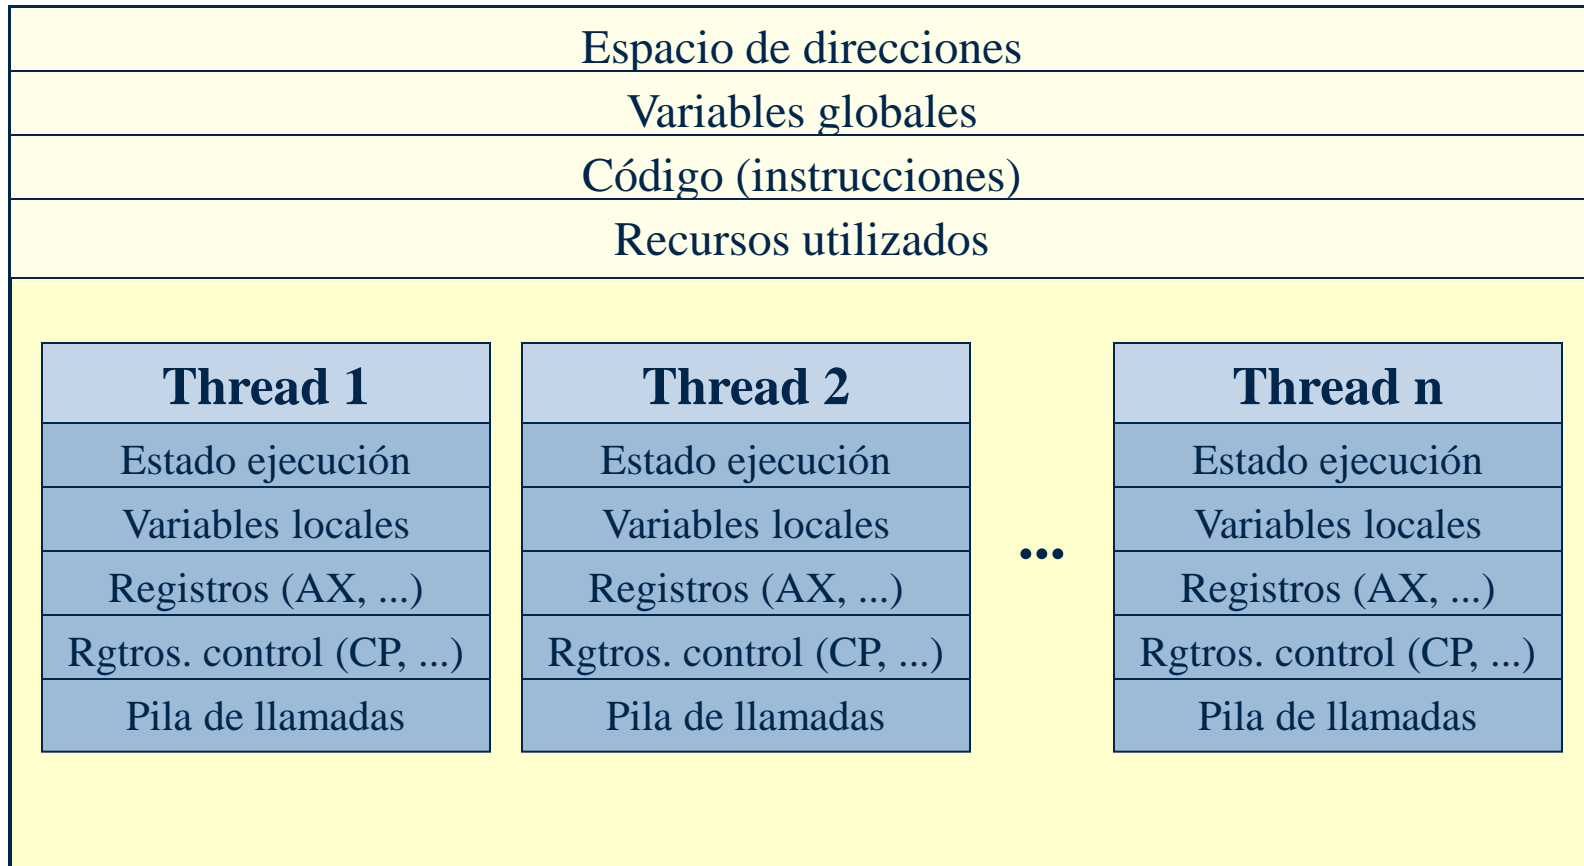 Espacio de direcciones
Variables globales
Código (instrucciones)
Recursos utilizados
Thread 1
Estado ejecución
Variables locales
Registros (AX, ...)
Rgtros. control (CP, ...)
Pila de llamadas
Thread 2
Estado ejecución
Variables locales
Registros (AX, ...)
Rgtros. control (CP, ...)
Pila de llamadas
...
Thread n
Estado ejecución
Variables locales
Registros (AX, ...)
Rgtros. control (CP, ...)
Pila de llamadas